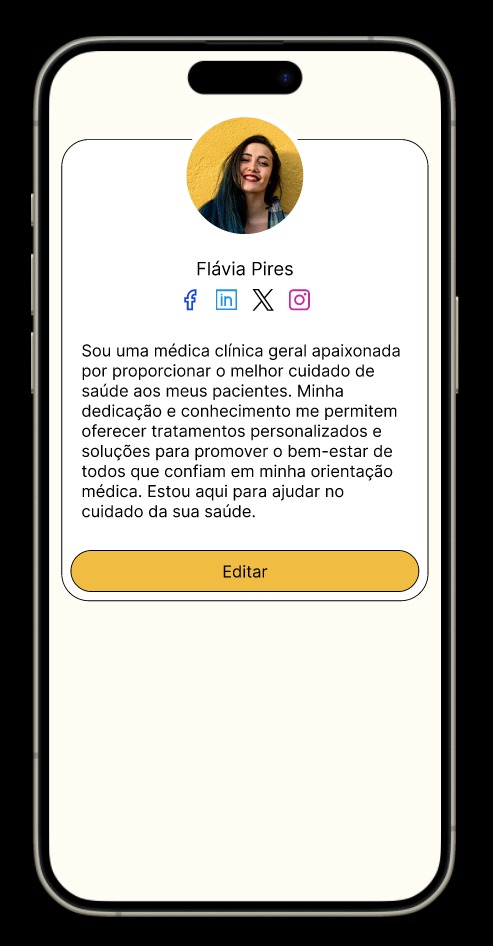 Flávia Pires
Sou uma médica clínica geral apaixonada
por proporcionar o melhor cuidado de
saúde aos meus pacientes. Minha
dedicação e conhecimento me permitem
oferecer tratamentos personalizados e
soluções para promover o bem-estar de
todos que confiam em minha orientação
médica. Estou aqui para ajudar no
cuidado da sua saúde.
Editar